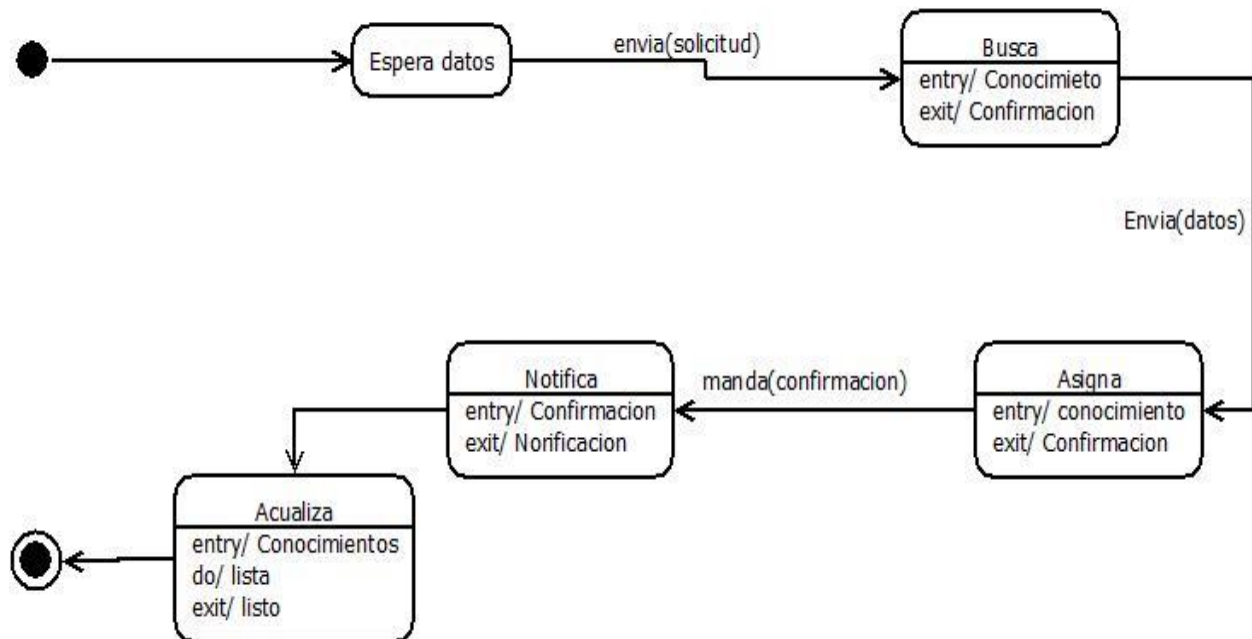 Espera datos
envia(solicitud)
Busca
entry/ Conocimieto
exit/ Confirmacion
Envia(datos)
Notifica
entry/ Confirmacion
exit/ Norificacion
manda(confirmacion)
Asigna
entry/ conocimiento
exit/ Confirmacion
Acualiza
entry/ Conocimientos
do/ lista
exit/ listo